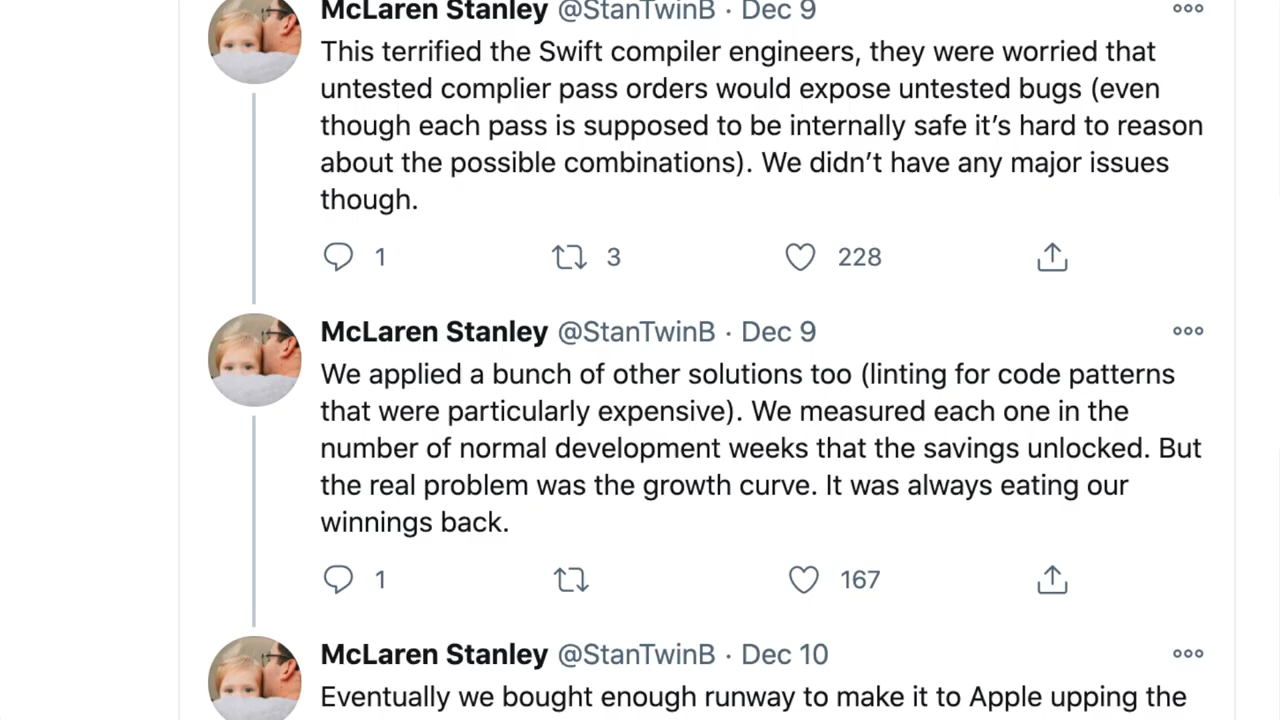 McLaren Stanley @StanTwinB · Dec 9
This terrified the Swift compiler engineers, they were worried that
untested complier pass orders would expose untested bugs (even
though each pass is supposed to be internally safe it’s hard to reason
about the possible combinations). We didn’t have any major issues
though.
1 3 228
McLaren Stanley @StanTwinB · Dec 9
We applied a bunch of other solutions too (linting for code patterns
that were particularly expensive). We measured each one in the
number of normal development weeks that the savings unlocked. But
the real problem was the growth curve. It was always eating our
winnings back.
1 167
McLaren Stanley @StanTwinB · Dec 10
Eventually we bought enough runway to make it to Apple upping the